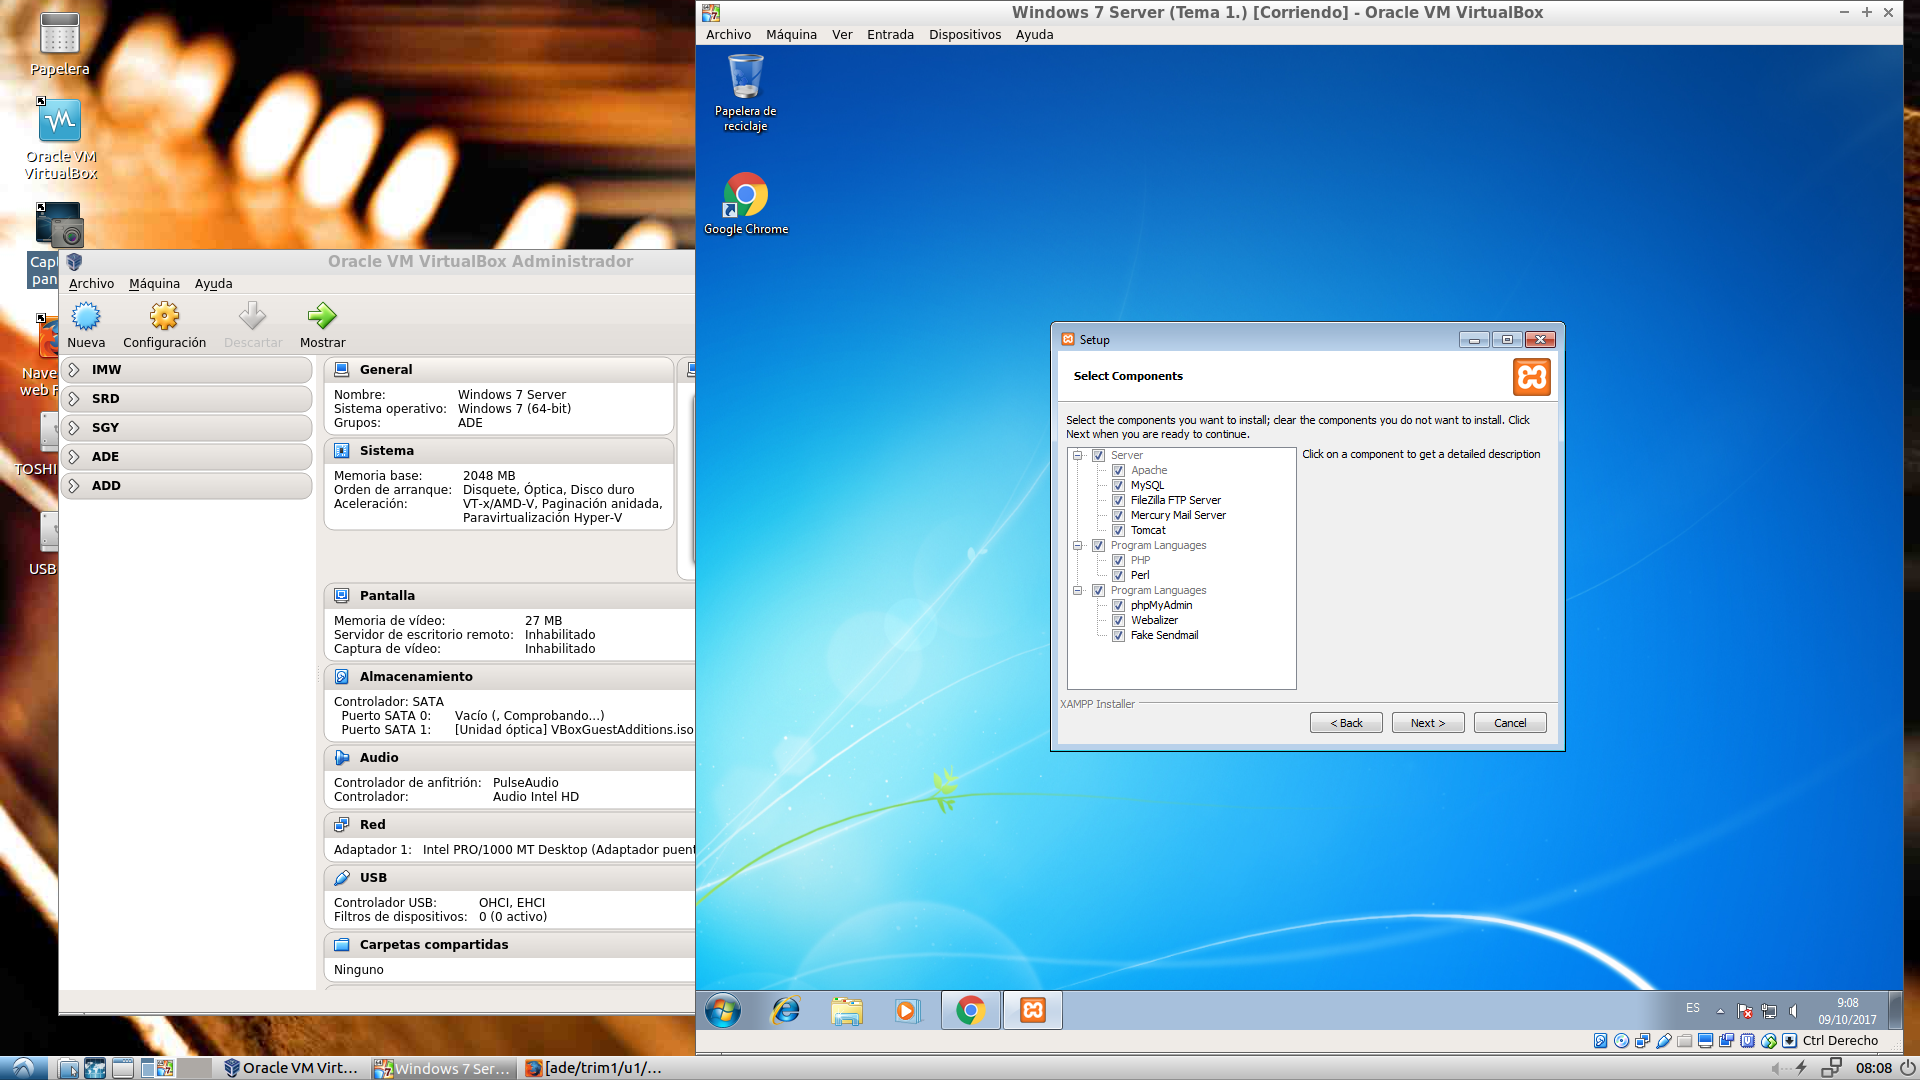 Papelera
Oracle VM
VirtualBox
Oracle VM VirtualBox Administrador
Archivo Máquina Ayuda
Nueva Configuración Descartar Mostrar
IMW
SRD
SGY
ADE
ADD
General
Nombre: Windows 7 Server
Sistema operativo: Windows 7 (64-bit)
Grupos: ADE
Sistema
Memoria base: 2048 MB
Orden de arranque: Disquete, Óptica, Disco duro
Aceleración: VT-x/AMD-V, Paginación anidada,
Paravirtualización Hyper-V
Pantalla
Memoria de vídeo: 27 MB
Servidor de escritorio remoto: Inhabilitado
Captura de vídeo: Inhabilitado
Almacenamiento
Controlador: SATA
Puerto SATA 0: Vacío (, Comprobando...)
Puerto SATA 1: [Unidad óptica] VBoxGuestAdditions.iso
Audio
Controlador de anfitrión: PulseAudio
Controlador: Audio Intel HD
Red
Adaptador 1: Intel PRO/1000 MT Desktop (Adaptador puent
USB
Controlador USB: OHCI, EHCI
Filtros de dispositivos: 0 (0 activo)
Carpetas compartidas
Ninguno
Windows 7 Server (Tema 1.) [Corriendo] - Oracle VM VirtualBox
Archivo Máquina Ver Entrada Dispositivos Ayuda
Papelera de
reciclaje
Google Chrome
Setup
Select Components
Select the components you want to install; clear the components you do not want to install. Click
Next when you are ready to continue.
Server
Apache
MySQL
FileZilla FTP Server
Mercury Mail Server
Tomcat
Program Languages
PHP
Perl
Program Languages
phpMyAdmin
Webalizer
Fake Sendmail
Click on a component to get a detailed description
XAMPP Installer
< Back Next > Cancel
ES
9:08
09/10/2017
Ctrl Derecho
Oracle VM Virt...
Windows 7 Ser...
[ade/trim1/u1/...
08:08